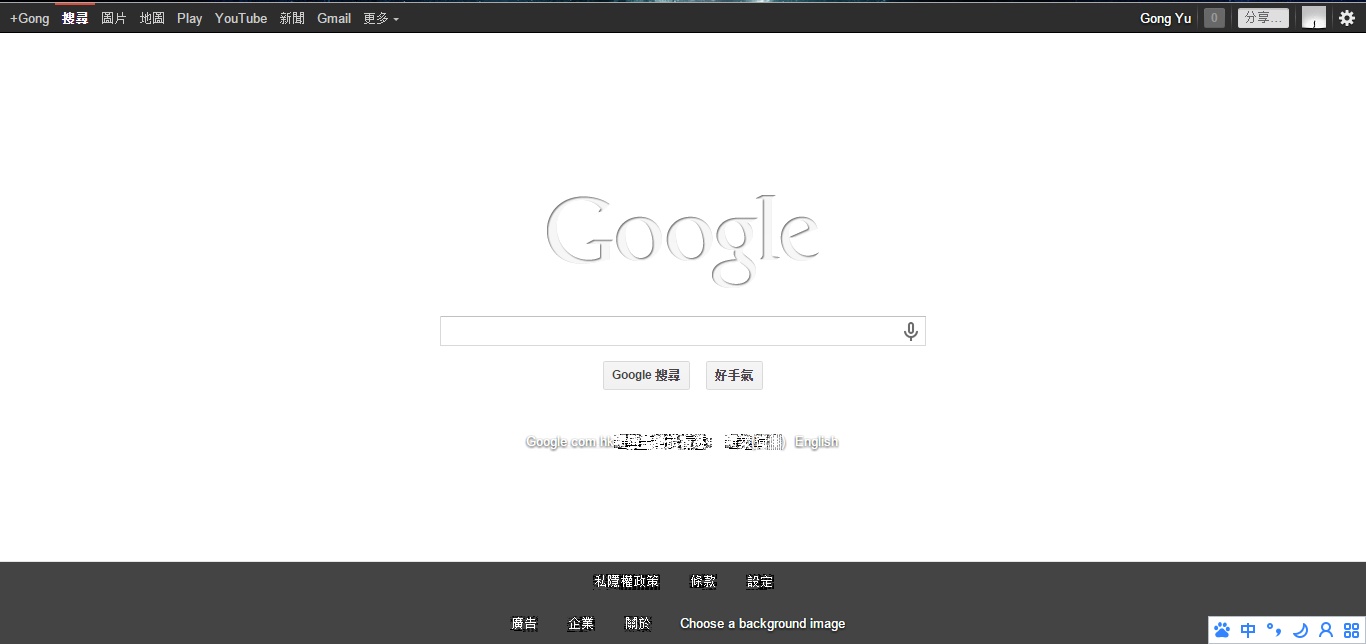 +Gong 搜尋 圖片 地圖 Play YouTube 新聞 Gmail 更多 Gong Yu 0 分享...
Google
Google 搜尋 好手氣
Google.com.hk English
私隱權政策 條款 設定
廣告 企業 關於 Choose a background image
中